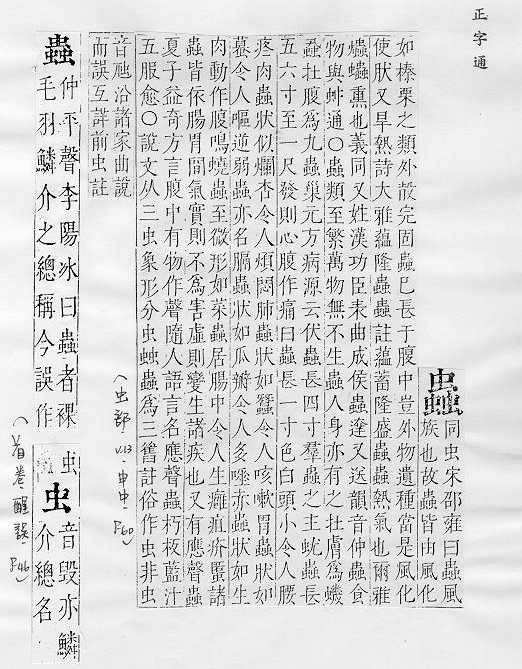 正字通
蟲
同虫宋邵雍曰蟲風
族也故蟲皆由風化
如榛栗之類外殼完固蟲已長于腹中豈外物遺種當是風化
使肰又旱熱詩大雅蘊隆蟲蟲註蘊蓄隆盛蟲蟲熱氣也爾雅
爞爞熏也義同又姓漢功臣表曲成侯蟲達又送韻音仲蟲食
物與蚛通〇蟲類至繁萬物無不生蟲人身亦有之在膚爲蟣
蝨在腹爲九蟲巢元方病源云伏蟲長四寸羣蟲之主蚘蟲長
五六寸至一尺發則心腹作痛白蟲長一寸色白頭小令人腰
疼肉蟲狀似爛杏令人煩悶肺蟲狀如蠶令人咳嗽胃蟲狀如
蟇令人嘔逆弱蟲亦名膈蟲狀如瓜瓣令人多唾赤蟲狀如生
肉動作腹鳴蟯蟲至微形如菜蟲居腸中令人生癰疽疥䘌諸
蟲皆依腸胃間氣實則不爲害虛則變生諸疾也又有應聲蟲
夏子益奇方言腹中有物作聲隨人語言名應聲蟲朽板藍汁
五服愈〇說文从三虫象形分虫䖵蟲爲三舊註俗作虫非虫
音虺沿諸家曲說
而誤互詳前虫註
(虫部,V.13 申中,P.60)
蟲
仲平聲李陽冰曰蟲者裸
毛羽鱗介之總稱今誤作
虫
虫
音毀亦鱗
介總名
P.46)